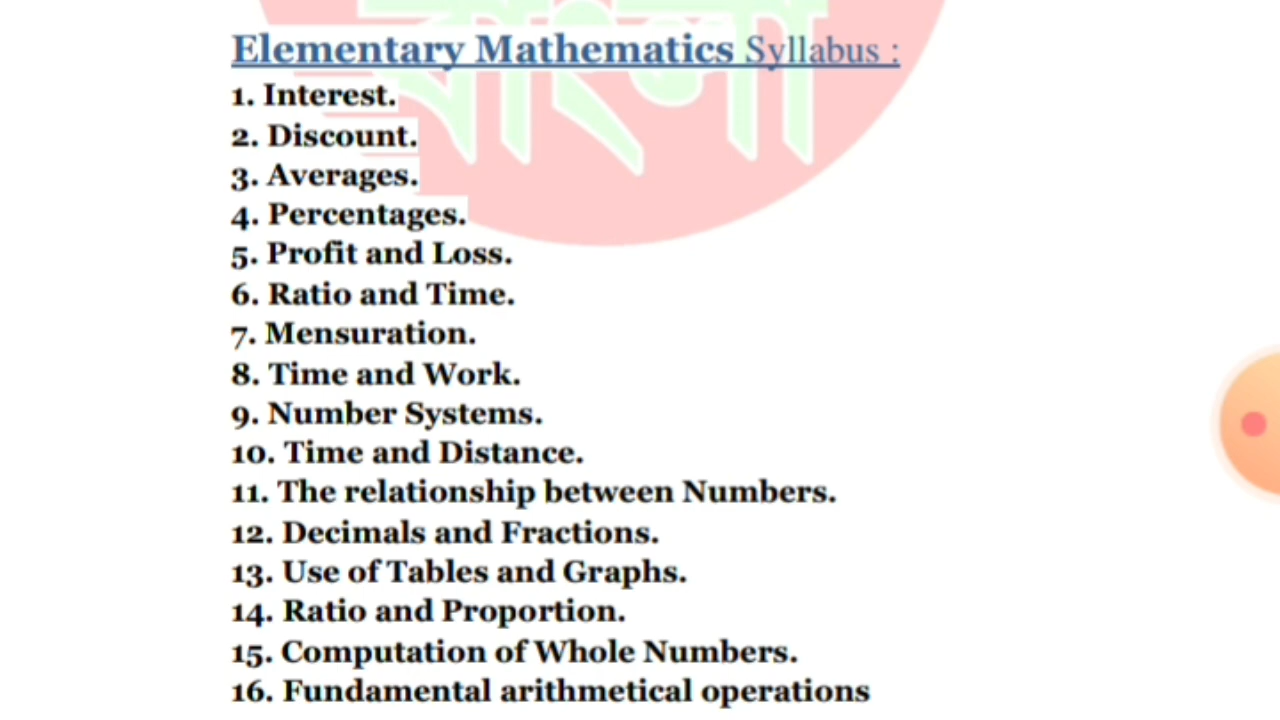 বাংলা
Elementary Mathematics Syllabus :
1. Interest.
2. Discount.
3. Averages.
4. Percentages.
5. Profit and Loss.
6. Ratio and Time.
7. Mensuration.
8. Time and Work.
9. Number Systems.
10. Time and Distance.
11. The relationship between Numbers.
12. Decimals and Fractions.
13. Use of Tables and Graphs.
14. Ratio and Proportion.
15. Computation of Whole Numbers.
16. Fundamental arithmetical operations